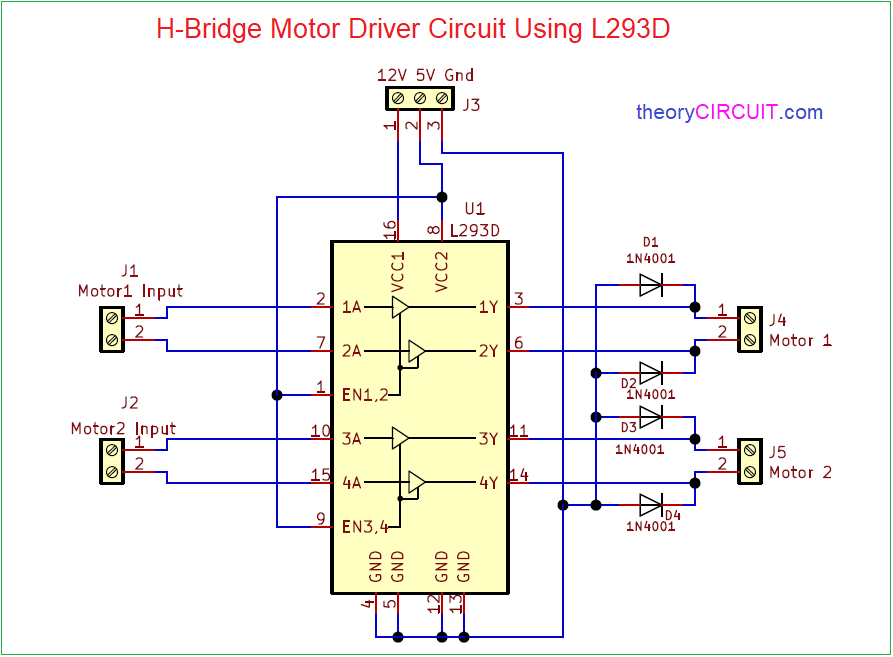 H-Bridge Motor Driver Circuit Using L293D
12V 5V Gnd
J3
theoryCIRCUIT.com
1 2 3
U1
L293D
16 8
VCC1 VCC2
J1
Motor1 Input
1
2
2 1A 1Y 3
7 2A 2Y 6
1 EN1,2
J2
Motor2 Input
1
2
10 3A 3Y 11
15 4A 4Y 14
9 EN3,4
GND GND GND GND
4 5 12 13
D1
1N4001
1
2
J4
Motor 1
D2
1N4001
D3
1N4001
1
2
J5
Motor 2
D4
1N4001